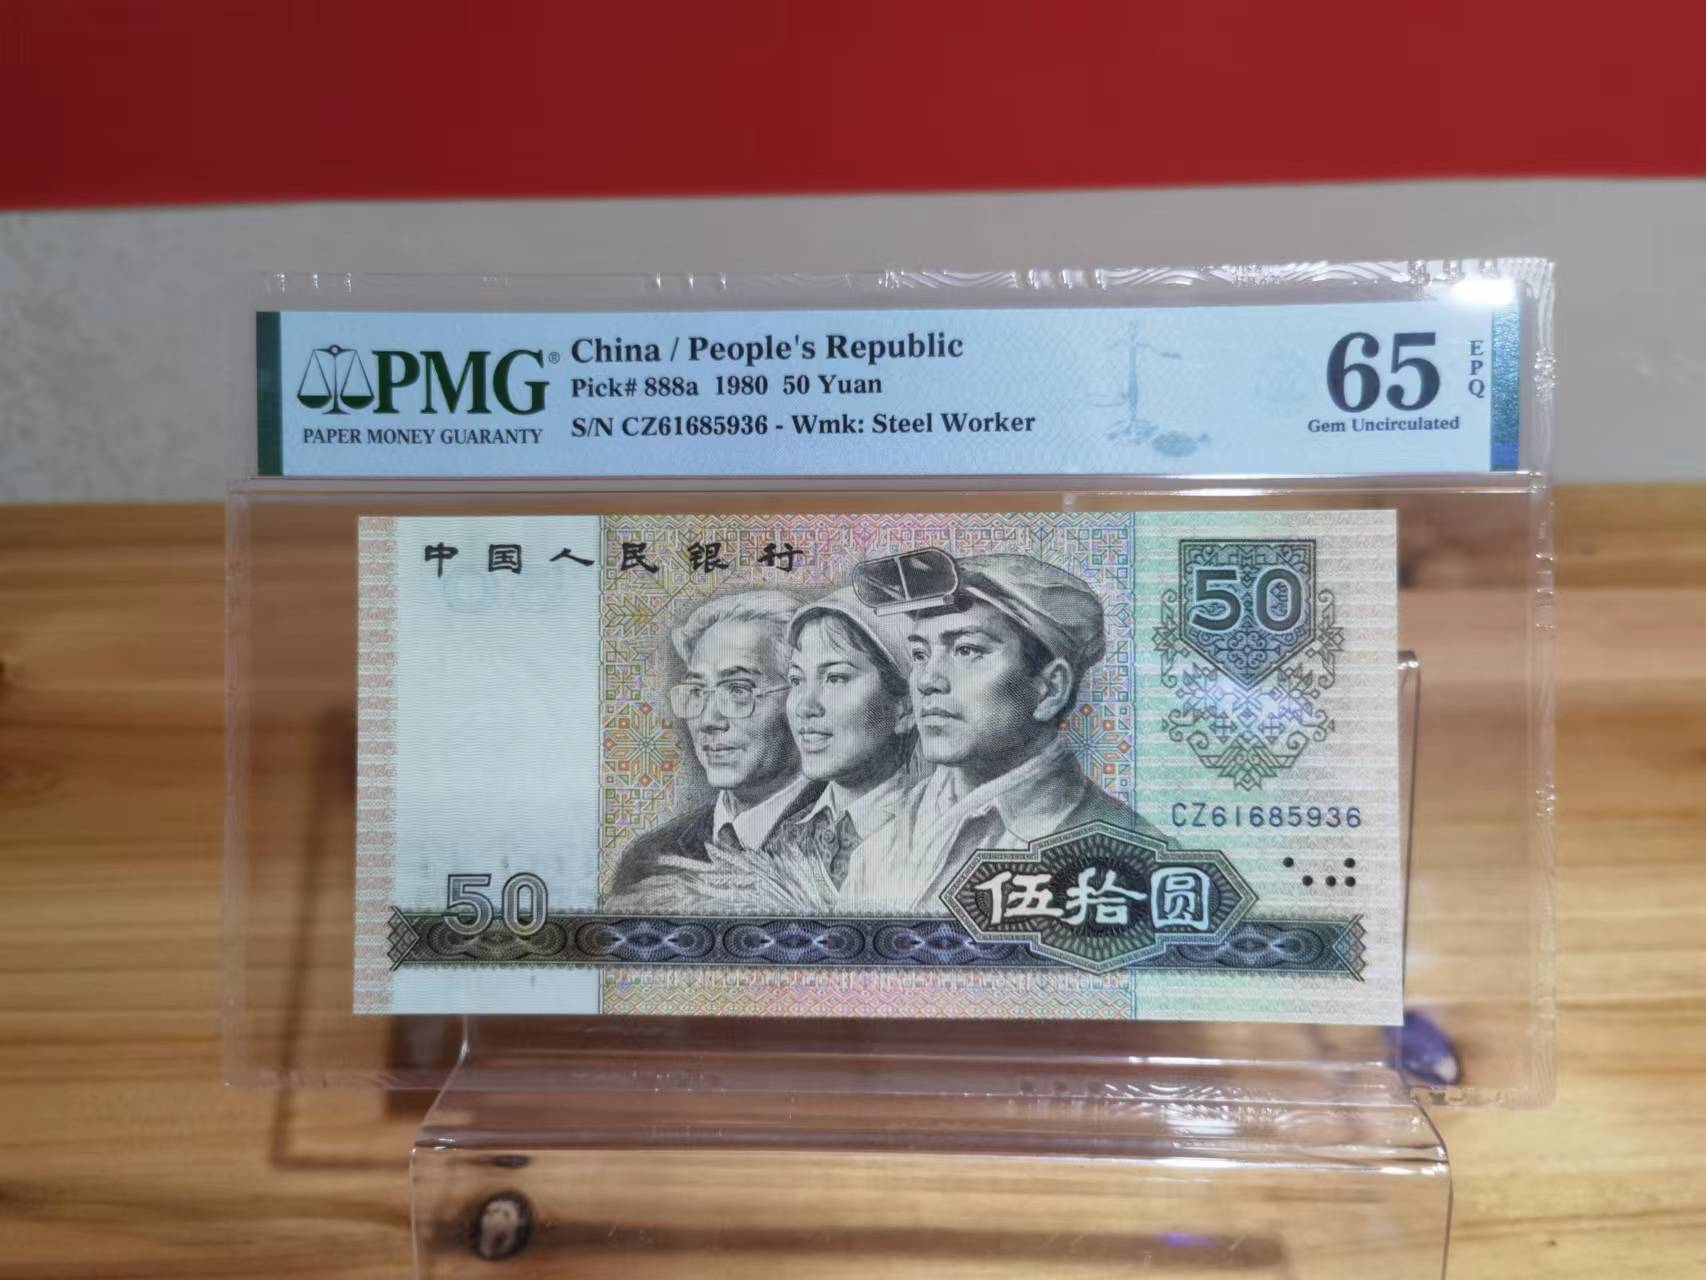 PMG®
PAPER MONEY GUARANTY
China / People's Republic
Pick# 888a 1980 50 Yuan
S/N CZ61685936 - Wmk: Steel Worker
65
EPQ
Gem Uncirculated
中国人民银行
50
CZ61685936
50
伍拾圆